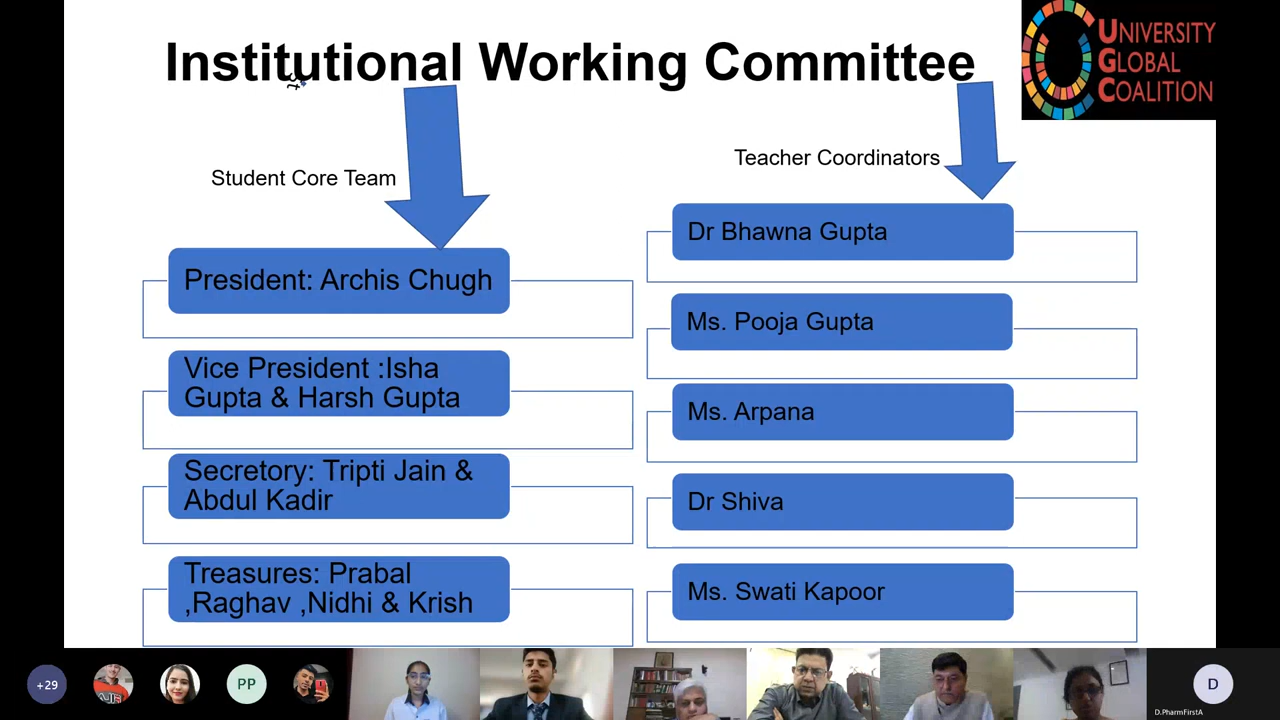 Institutional Working Committee
UNIVERSITY
GLOBAL
COALITION
Student Core Team
President: Archis Chugh
Vice President :Isha
Gupta & Harsh Gupta
Secretory: Tripti Jain &
Abdul Kadir
Treasures: Prabal
,Raghav ,Nidhi & Krish
Teacher Coordinators
Dr Bhawna Gupta
Ms. Pooja Gupta
Ms. Arpana
Dr Shiva
Ms. Swati Kapoor
+29
PP
D
D.PharmFirstA